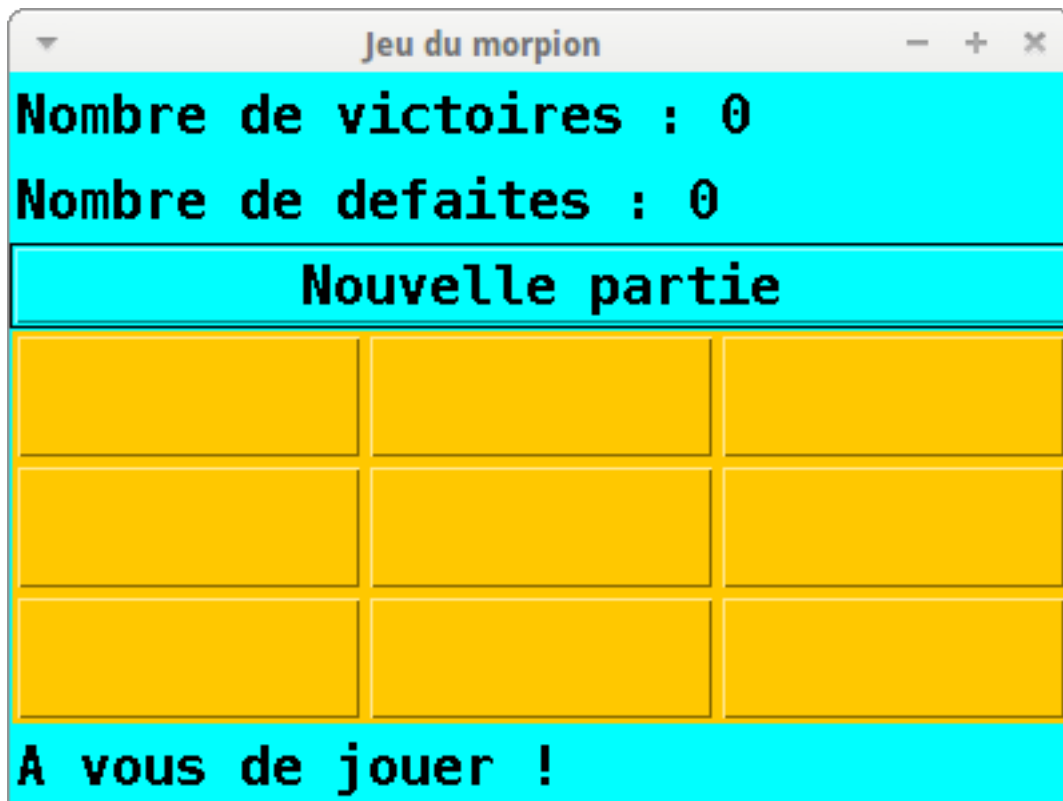 Jeu du morpion
Nombre de victoires : 0
Nombre de defaites : 0
Nouvelle partie
A vous de jouer !